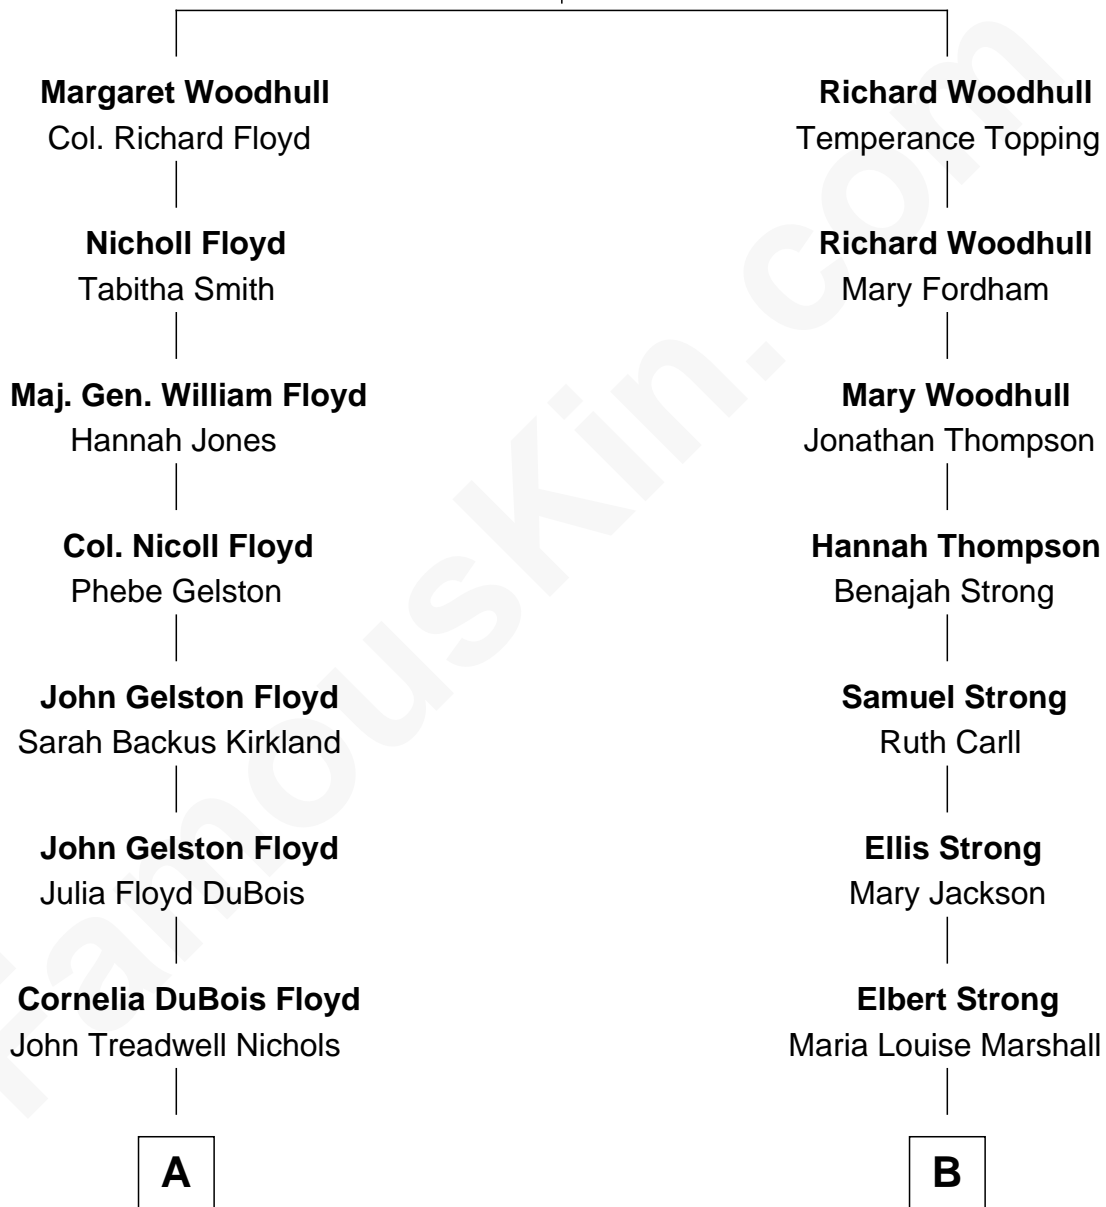 Margaret Woodhull
Col. Richard Floyd
Nicholl Floyd
Tabitha Smith
Maj. Gen. William Floyd
Hannah Jones
Col. Nicoll Floyd
Phebe Gelston
John Gelston Floyd
Sarah Backus Kirkland
John Gelston Floyd
Julia Floyd DuBois
Cornelia DuBois Floyd
John Treadwell Nichols
A
Richard Woodhull
Temperance Topping
Richard Woodhull
Mary Fordham
Mary Woodhull
Jonathan Thompson
Hannah Thompson
Benajah Strong
Samuel Strong
Ruth Carll
Ellis Strong
Mary Jackson
Elbert Strong
Maria Louise Marshall
B
FamousKin.com